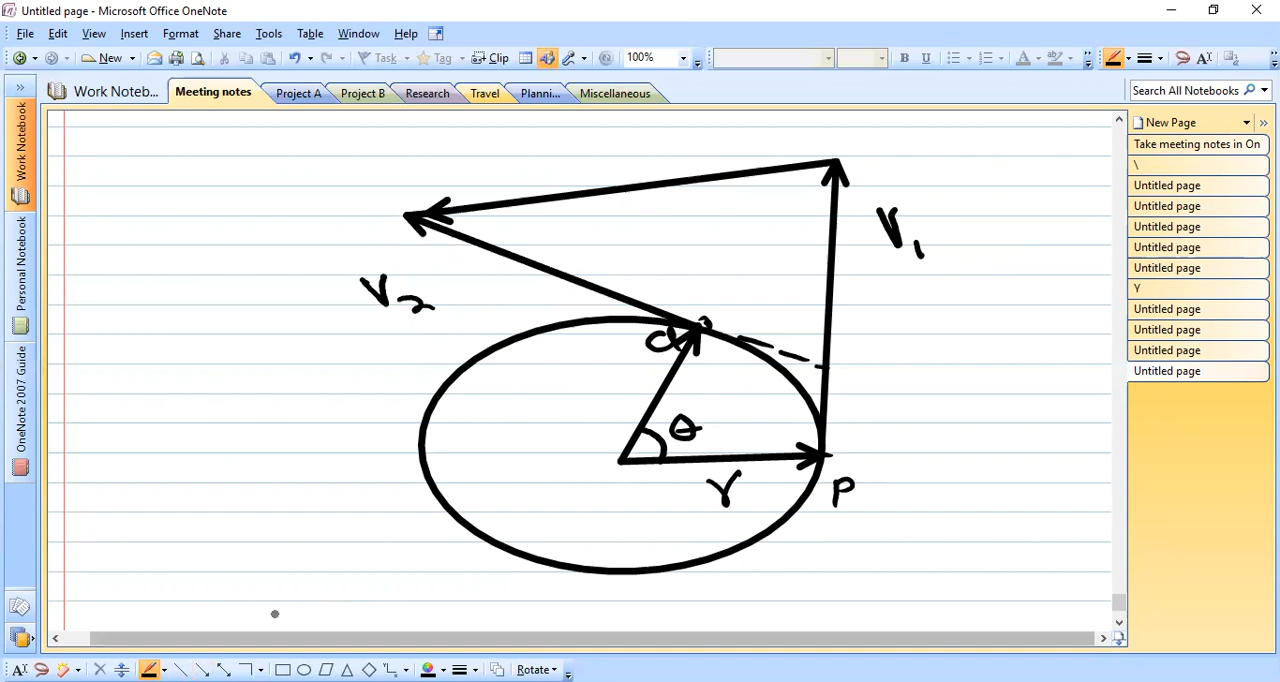 Untitled page - Microsoft Office OneNote
File Edit View Insert Format Share Tools Table Window Help
New Task Tag Clip 100% B U A
Work Noteb... Meeting notes Project A Project B Research Travel Planni... Miscellaneous Search All Notebooks
Work Notebook
Personal Notebook
OneNote 2007 Guide
V1
V2
θ
r
P
New Page
Take meeting notes in On
\
Untitled page
Untitled page
Untitled page
Untitled page
Untitled page
Y
Untitled page
Untitled page
Untitled page
Untitled page
Rotate